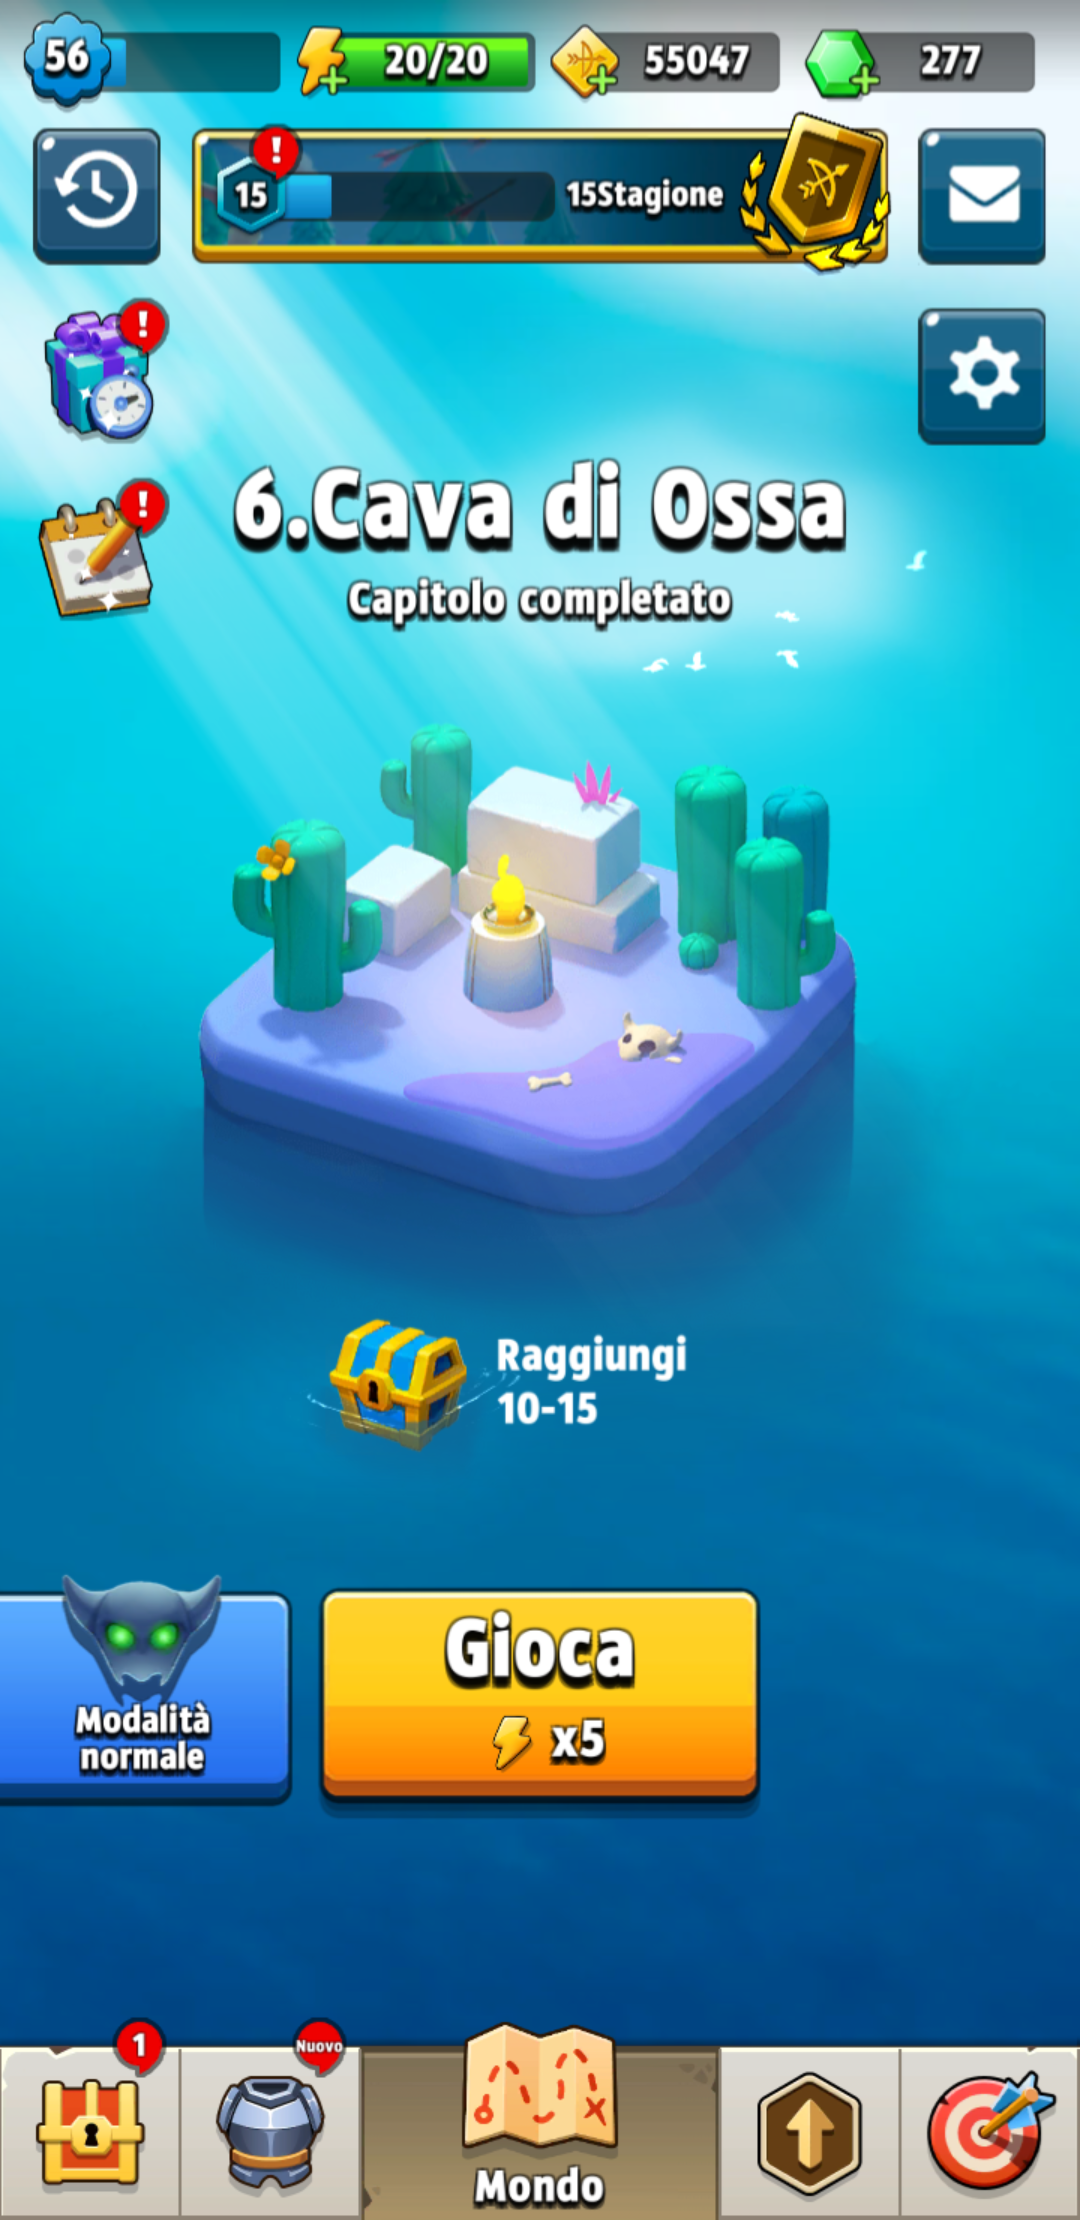 56
20/20
55047
277
!
15
15Stagione
!
!
6.Cava di Ossa
Capitolo completato
Raggiungi
10-15
Modalità
normale
Gioca
x5
1
Nuovo
Mondo